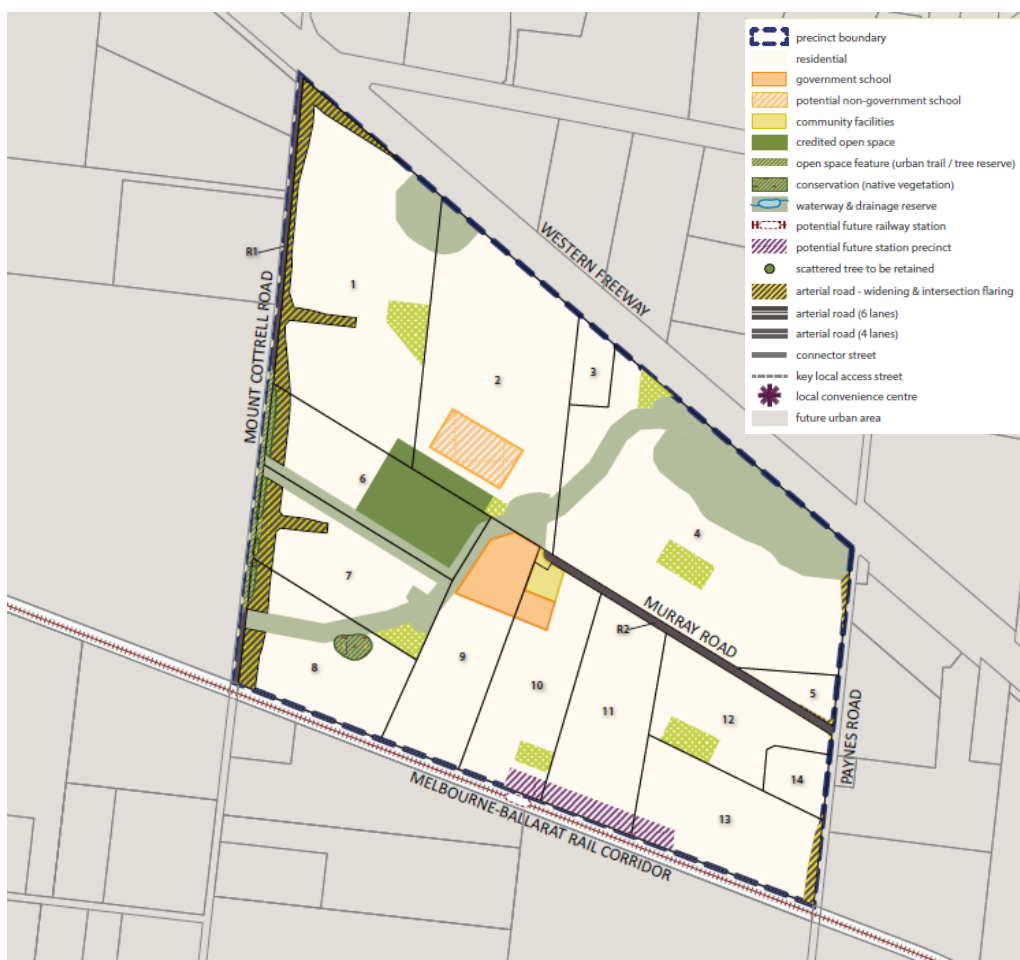 precinct boundary
residential
government school
potential non-government school
community facilities
credited open space
open space feature (urban trail / tree reserve)
conservation (native vegetation)
waterway & drainage reserve
potential future railway station
potential future station precinct
scattered tree to be retained
arterial road - widening & intersection flaring
arterial road (6 lanes)
arterial road (4 lanes)
connector street
key local access street
local convenience centre
future urban area
WESTERN FREEWAY
R1
1
MOUNT COTTRELL ROAD
2
3
6
4
7
MURRAY ROAD
R2
8
9
10
11
12
5
PAYNES ROAD
14
13
MELBOURNE-BALLARAT RAIL CORRIDOR